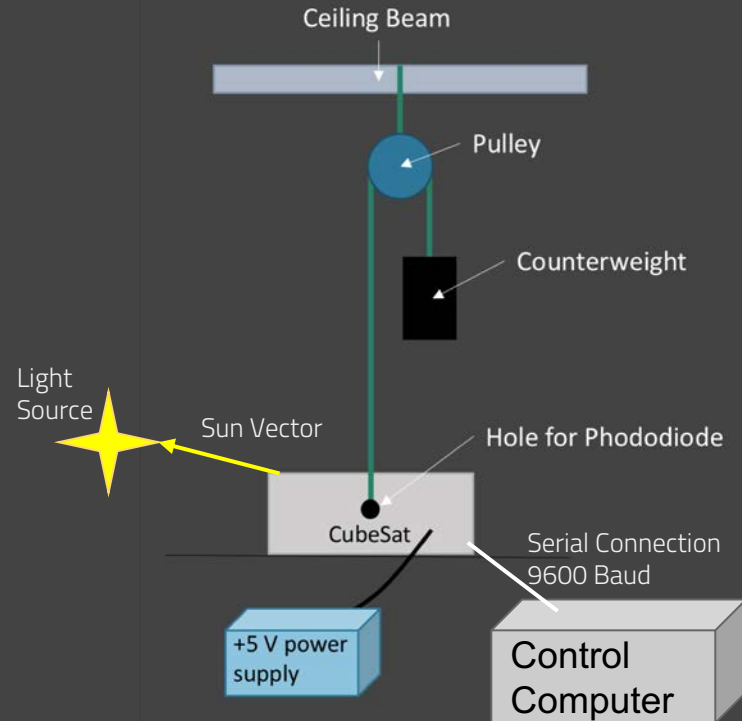 Ceiling Beam
Pulley
Counterweight
Light
Source
Sun Vector
Hole for Phododiode
CubeSat
Serial Connection
9600 Baud
+5 V power
supply
Control
Computer